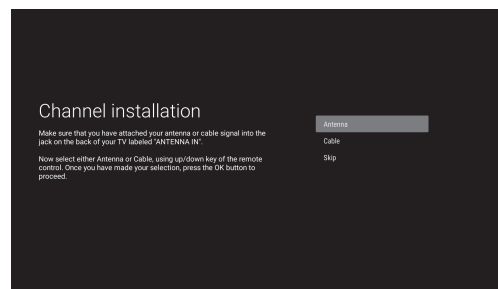 Channel installation
Make sure that you have attached your antenna or cable signal into the
jack on the back of your TV labeled "ANTENNA IN".
Now select either Antenna or Cable, using up/down key of the remote
control. Once you have made your selection, press the OK button to
proceed.
Antenna
Cable
Skip